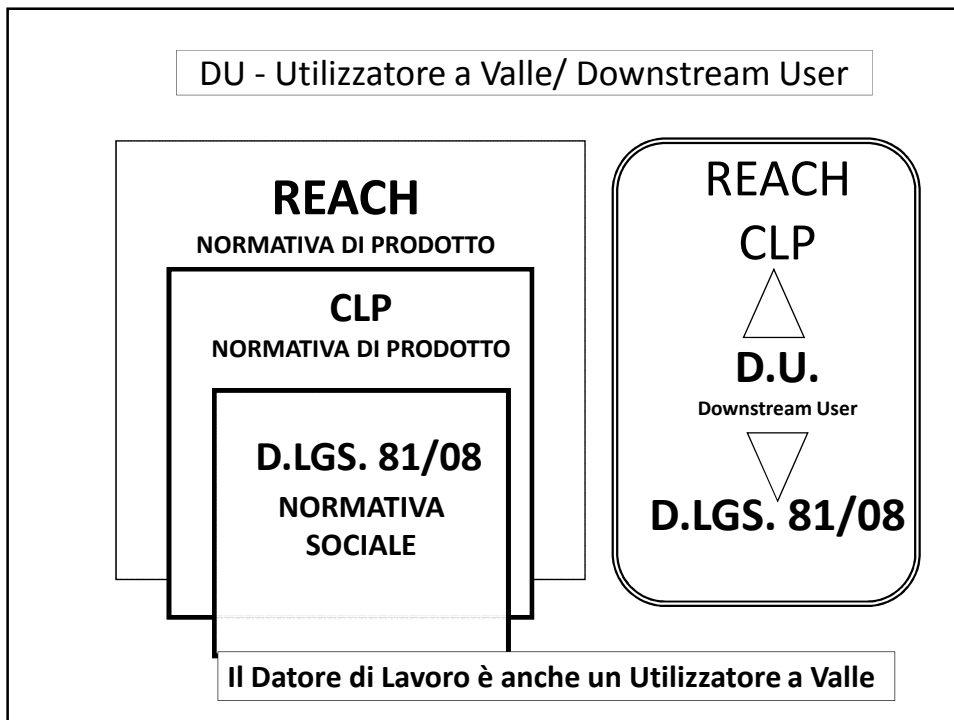 DU - Utilizzatore a Valle/ Downstream User
REACH
NORMATIVA DI PRODOTTO
CLP
NORMATIVA DI PRODOTTO
D.LGS. 81/08
NORMATIVA
SOCIALE
REACH
CLP
D.U.
Downstream User
D.LGS. 81/08
Il Datore di Lavoro è anche un Utilizzatore a Valle